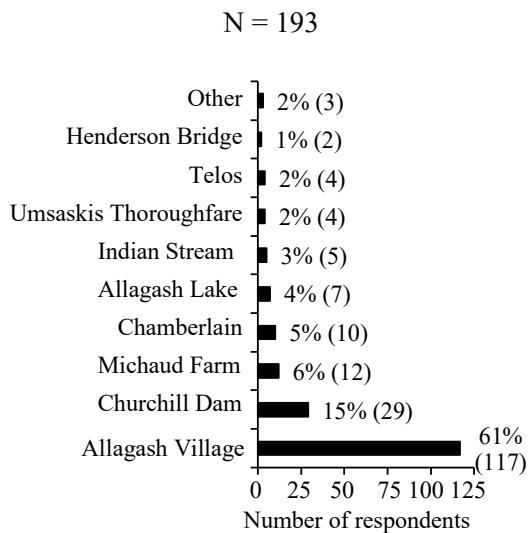 N = 193
Other 2% (3)
Henderson Bridge 1% (2)
Telos 2% (4)
Umsaskis Thoroughfare 2% (4)
Indian Stream 3% (5)
Allagash Lake 4% (7)
Chamberlain 5% (10)
Michaud Farm 6% (12)
Churchill Dam 15% (29)
Allagash Village 61%
(117)
0 25 50 75 100 125
Number of respondents